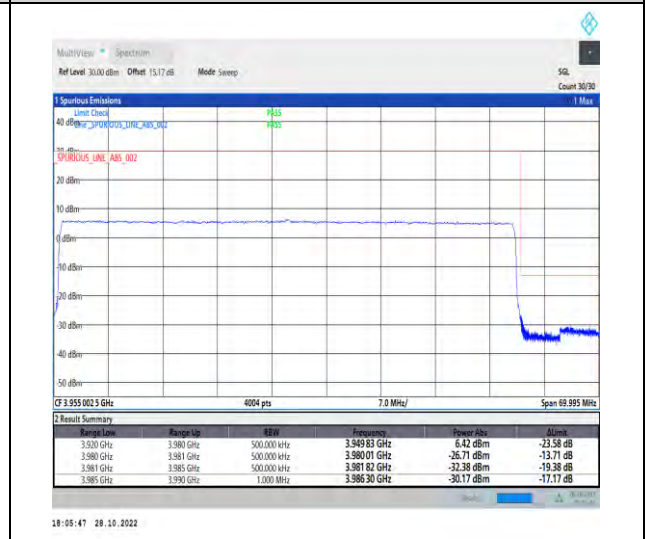 MultiView Spectrum
Ref Level 30.00 dBm Offset 15.17 dB Mode Sweep SGL
Count 30/30
1 Spurious Emissions 1 Max
Limit Check PASS
40 dBm Line _SPURIOUS_LINE_ABS_002 PASS
30 dBm
_SPURIOUS_LINE_ABS_002
20 dBm
10 dBm
0 dBm
-10 dBm
-20 dBm
-30 dBm
-40 dBm
-50 dBm
CF 3.955 002 5 GHz 4004 pts 7.0 MHz/ Span 69.995 MHz
2 Result Summary
Range Low Range Up RBW Frequency Power Abs ΔLimit
3.920 GHz 3.980 GHz 500.000 kHz 3.949 83 GHz 6.42 dBm -23.58 dB
3.980 GHz 3.981 GHz 500.000 kHz 3.980 01 GHz -26.71 dBm -13.71 dB
3.981 GHz 3.985 GHz 500.000 kHz 3.981 82 GHz -32.38 dBm -19.38 dB
3.985 GHz 3.990 GHz 1.000 MHz 3.986 30 GHz -30.17 dBm -17.17 dB
18:05:47 28.10.2022